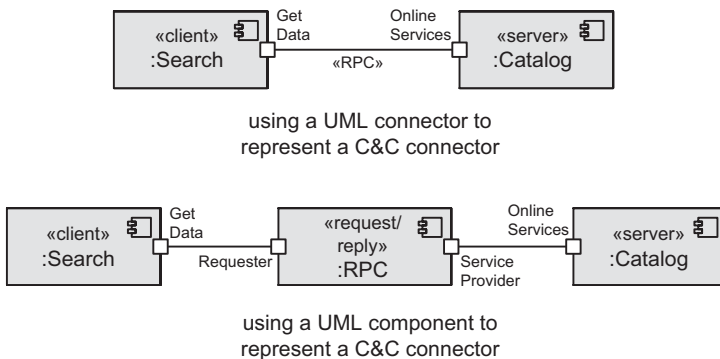 «client»
:Search
Get
Data
«RPC»
Online
Services
«server»
:Catalog
using a UML connector to
represent a C&C connector
«client»
:Search
Get
Data
Requester
«request/
reply»
:RPC
Service
Provider
Online
Services
«server»
:Catalog
using a UML component to
represent a C&C connector